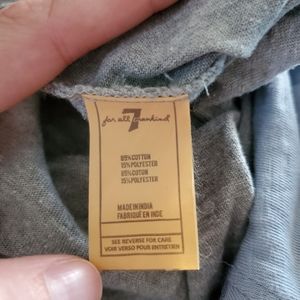 7
for all mankind
85% COTTON
15% POLYESTER
85% COTON
15% POLYESTER
MADE IN INDIA
FABRIQUÉ EN INDE
SEE REVERSE FOR CARE
VOIR VERSO POUR ENTRETIEN